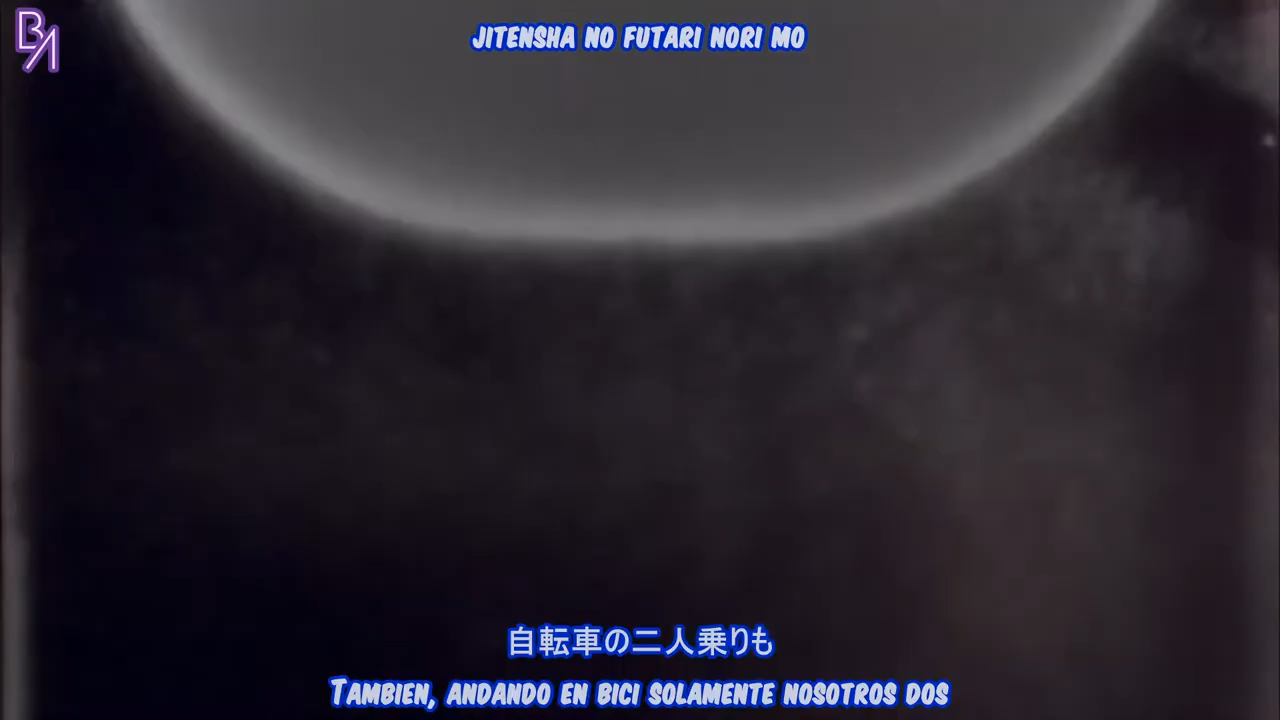 BA
JITENSHA NO FUTARI NORI MO
自転車の二人乗りも
TAMBIEN, ANDANDO EN BICI SOLAMENTE NOSOTROS DOS